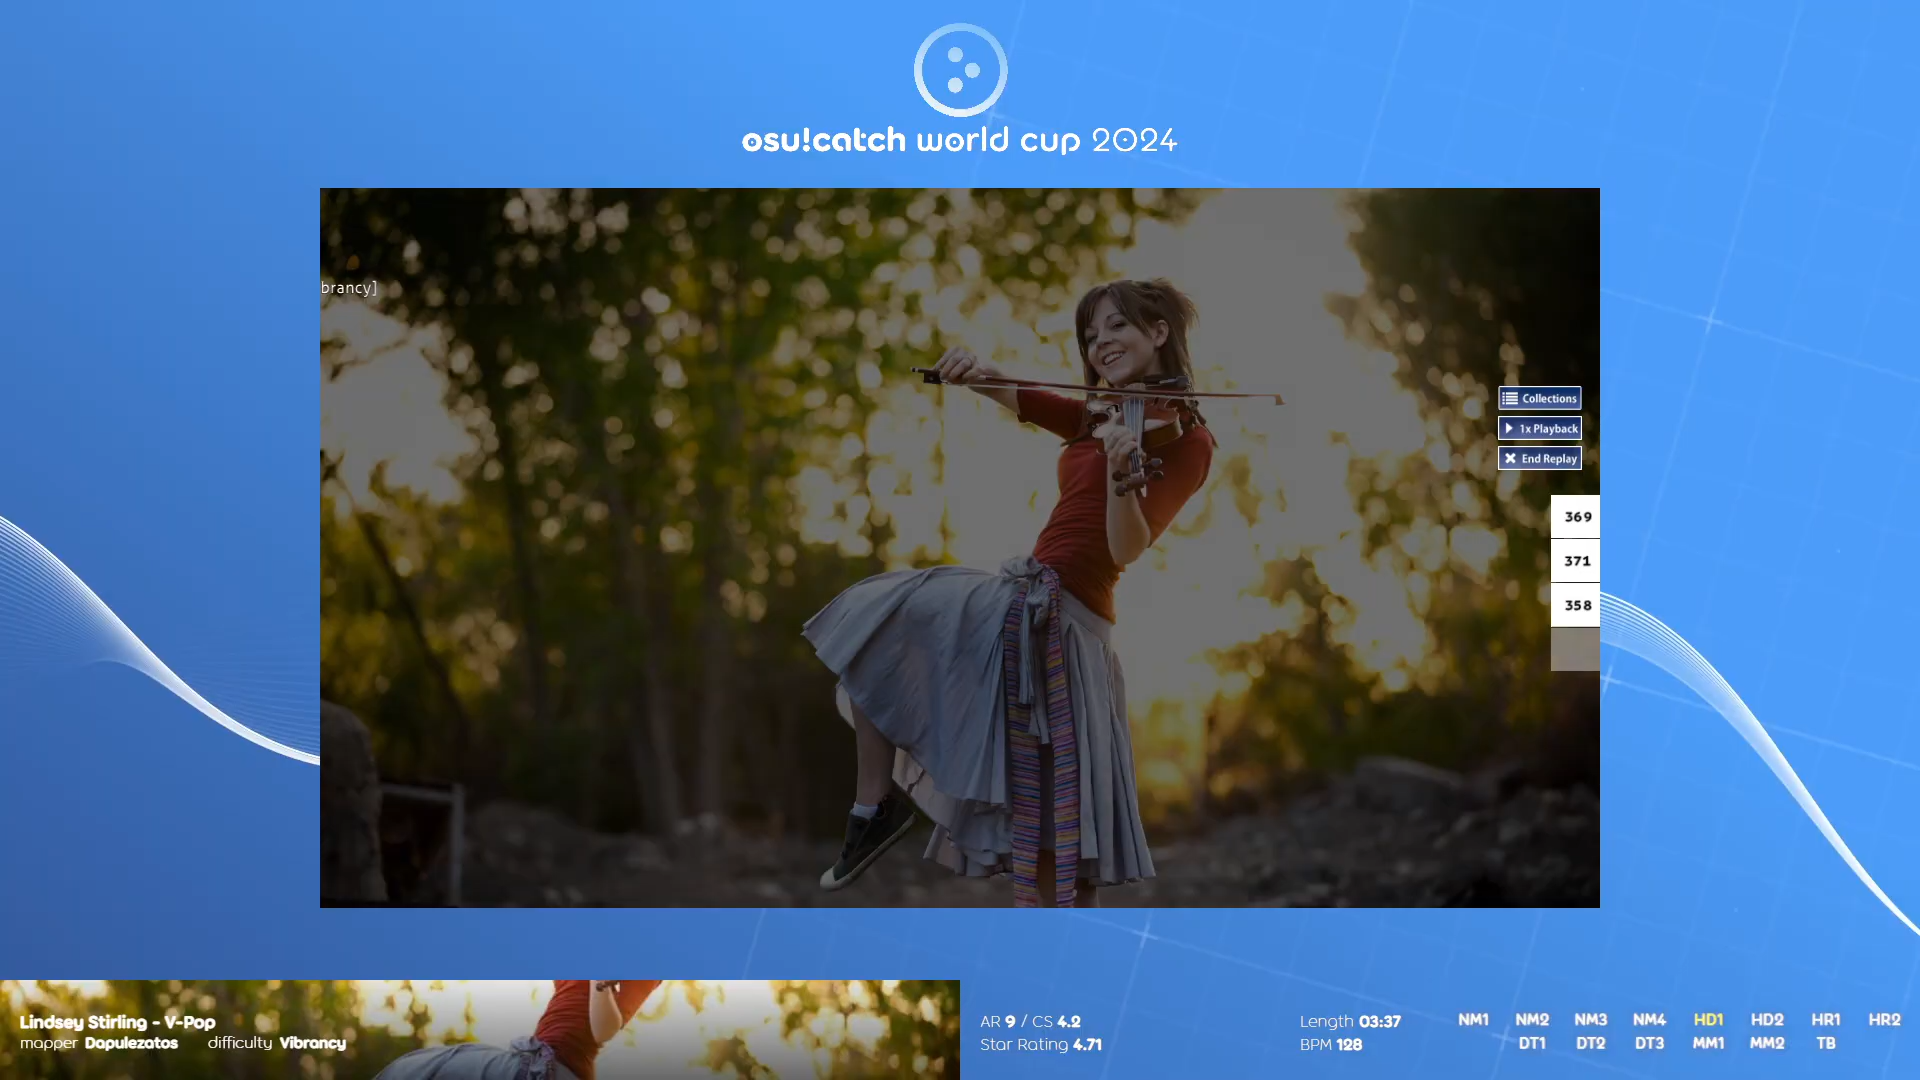 osu!catch world cup 2024
brancy]
Collections
1x Playback
End Replay
369
371
358
Lindsey Stirling - V-Pop
mapper Dapulezatos difficulty Vibrancy
AR 9 / CS 4.2
Star Rating 4.71
Length 03:37
BPM 128
NM1 NM2 NM3 NM4 HD1 HD2 HR1 HR2
DT1 DT2 DT3 MM1 MM2 TB